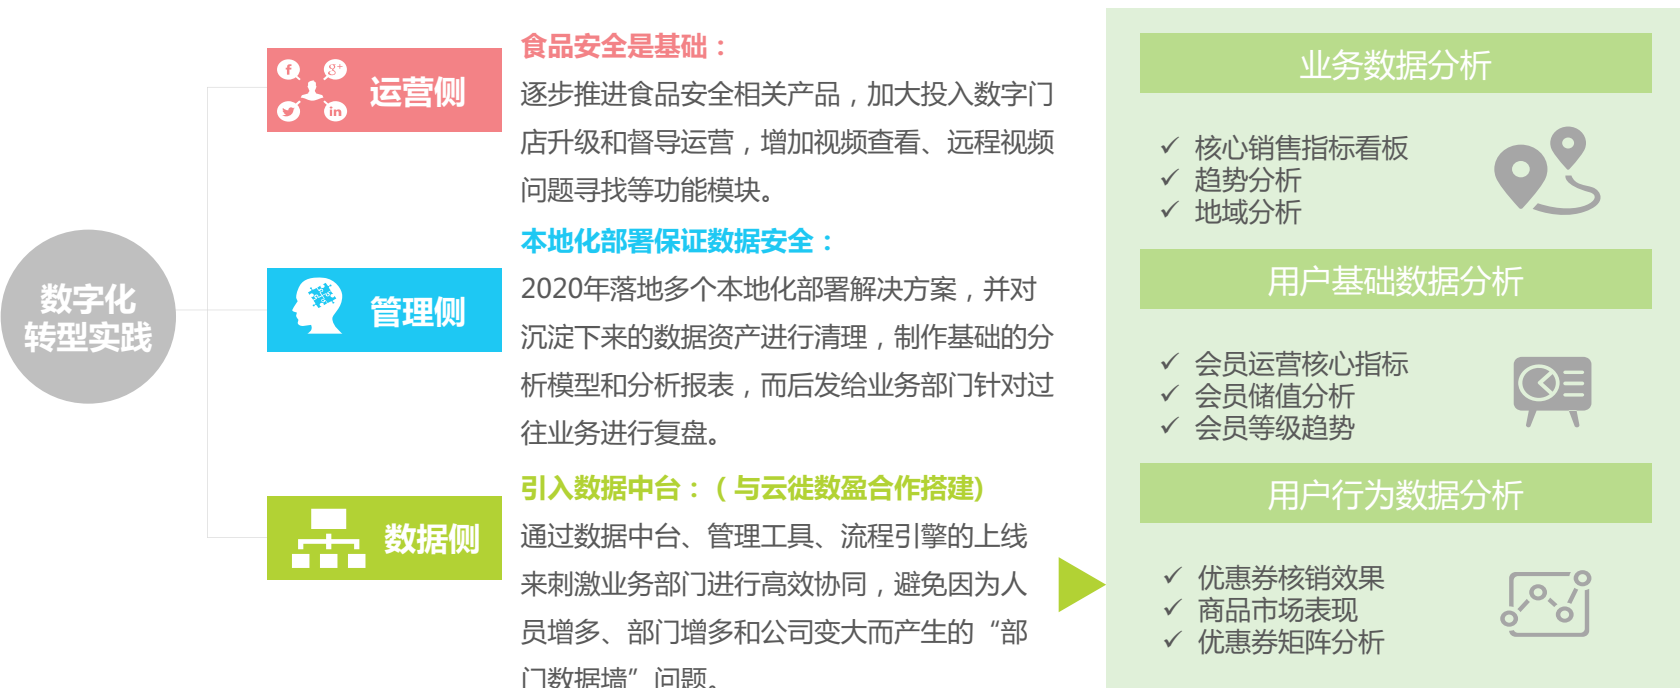 数字化
转型实践
运营侧
食品安全是基础：
逐步推进食品安全相关产品，加大投入数字门
店升级和督导运营，增加视频查看、远程视频
问题寻找等功能模块。
管理侧
本地化部署保证数据安全：
2020年落地多个本地化部署解决方案，并对
沉淀下来的数据资产进行清理，制作基础的分
析模型和分析报表，而后发给业务部门针对过
往业务进行复盘。
数据侧
引入数据中台：（与云徙数盈合作搭建)
通过数据中台、管理工具、流程引擎的上线
来刺激业务部门进行高效协同，避免因为人
员增多、部门增多和公司变大而产生的“部
门数据墙”问题。
业务数据分析
✓ 核心销售指标看板
✓ 趋势分析
✓ 地域分析
用户基础数据分析
✓ 会员运营核心指标
✓ 会员储值分析
✓ 会员等级趋势
用户行为数据分析
✓ 优惠券核销效果
✓ 商品市场表现
✓ 优惠券矩阵分析